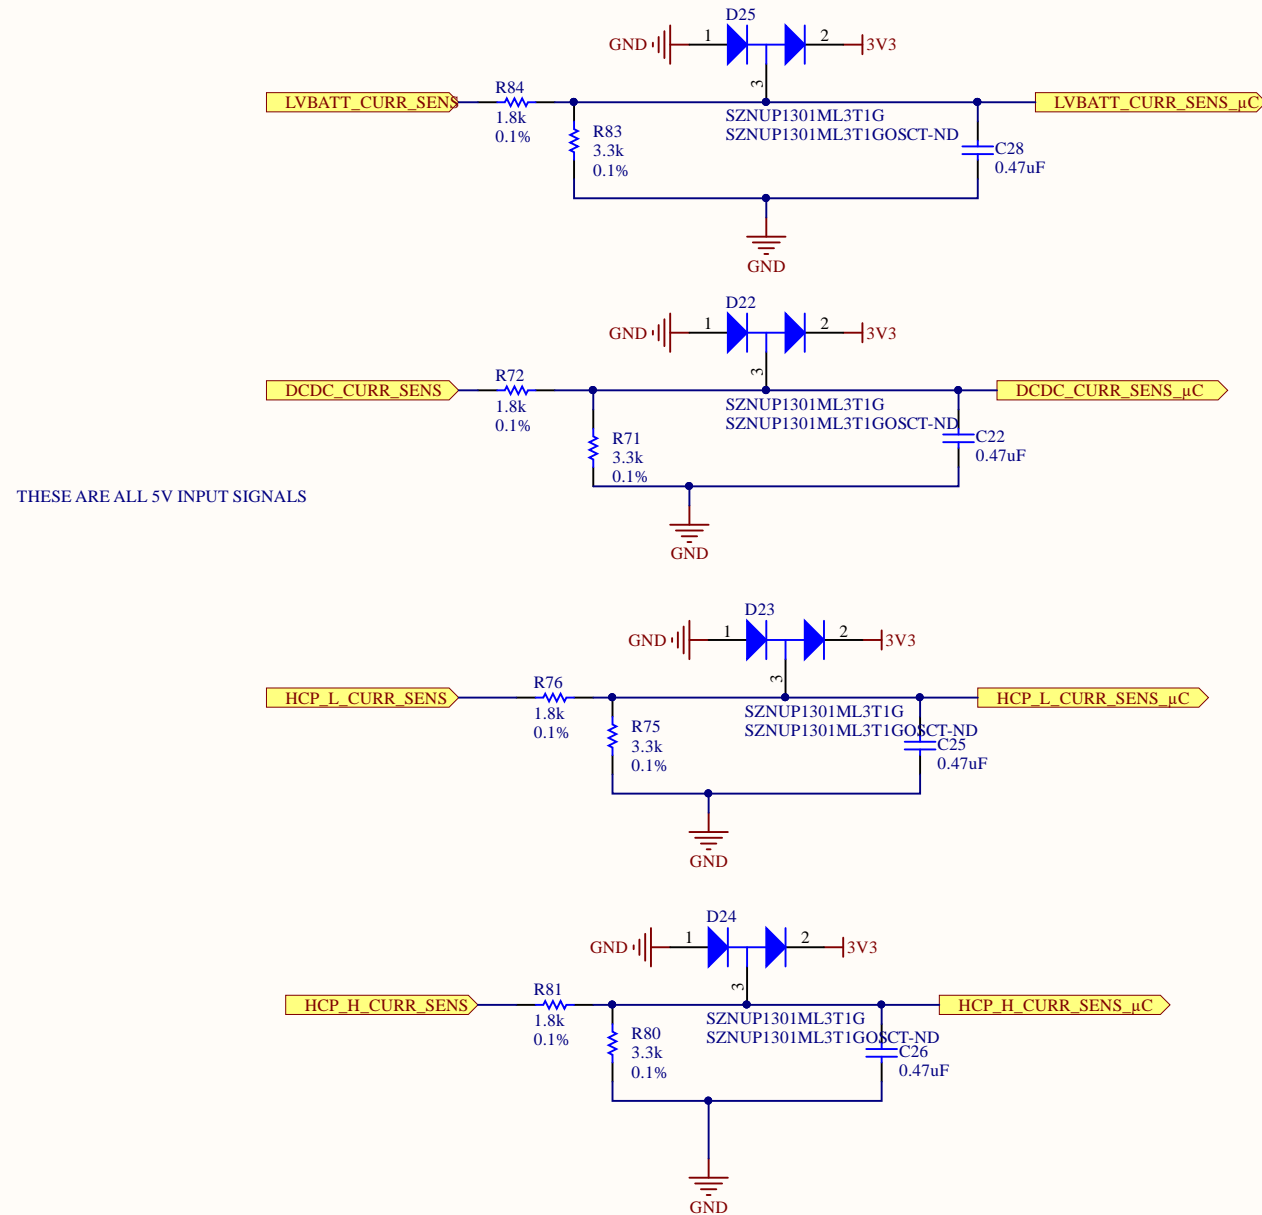 D25
GND
1
2
3V3
3
LVBATT_CURR_SENS
R84
1.8k
0.1%
R83
3.3k
0.1%
SZNUP1301ML3T1G
SZNUP1301ML3T1GOSCT-ND
LVBATT_CURR_SENS_µC
C28
0.47uF
GND
D22
GND
1
2
3V3
3
DCDC_CURR_SENS
R72
1.8k
0.1%
R71
3.3k
0.1%
SZNUP1301ML3T1G
SZNUP1301ML3T1GOSCT-ND
DCDC_CURR_SENS_µC
C22
0.47uF
GND
THESE ARE ALL 5V INPUT SIGNALS
D23
GND
1
2
3V3
3
HCP_L_CURR_SENS
R76
1.8k
0.1%
R75
3.3k
0.1%
SZNUP1301ML3T1G
SZNUP1301ML3T1GOSCT-ND
HCP_L_CURR_SENS_µC
C25
0.47uF
GND
D24
GND
1
2
3V3
3
HCP_H_CURR_SENS
R81
1.8k
0.1%
R80
3.3k
0.1%
SZNUP1301ML3T1G
SZNUP1301ML3T1GOSCT-ND
HCP_H_CURR_SENS_µC
C26
0.47uF
GND